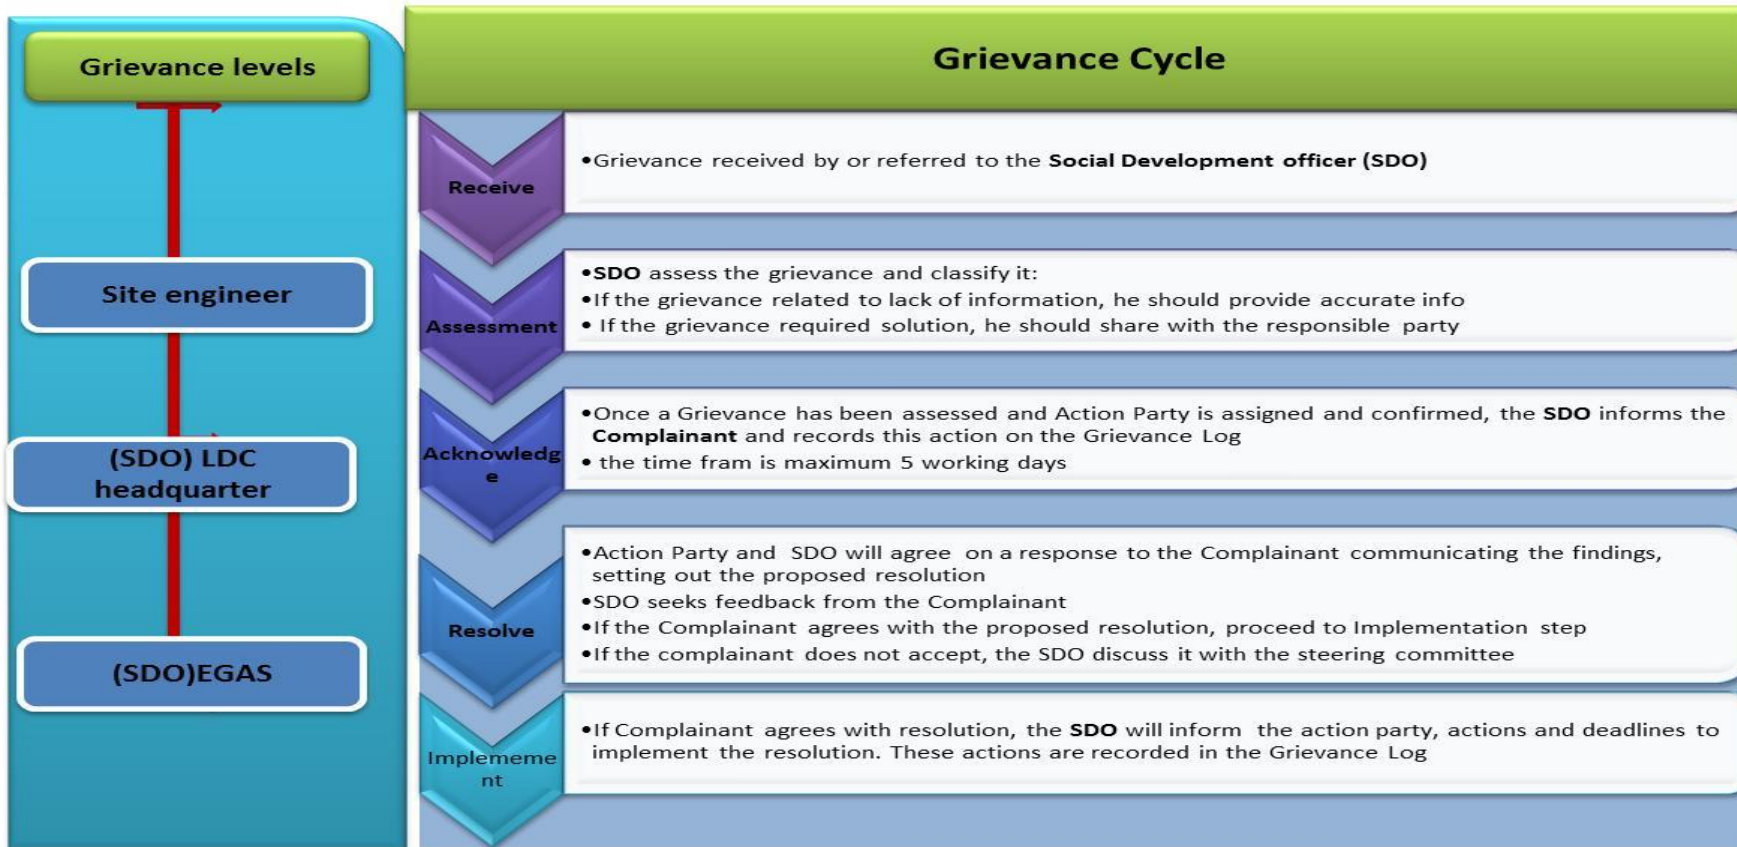 Grievance levels
Site engineer
(SDO) LDC
headquarter
(SDO)EGAS
Grievance Cycle
Receive
•Grievance received by or referred to the Social Development officer (SDO)
Assessment
•SDO assess the grievance and classify it:
•If the grievance related to lack of information, he should provide accurate info
• If the grievance required solution, he should share with the responsible party
Acknowledg
e
•Once a Grievance has been assessed and Action Party is assigned and confirmed, the SDO informs the
Complainant and records this action on the Grievance Log
• the time fram is maximum 5 working days
Resolve
•Action Party and SDO will agree on a response to the Complainant communicating the findings,
setting out the proposed resolution
•SDO seeks feedback from the Complainant
•If the Complainant agrees with the proposed resolution, proceed to Implementation step
•If the complainant does not accept, the SDO discuss it with the steering committee
Implememe
nt
•If Complainant agrees with resolution, the SDO will inform the action party, actions and deadlines to
implement the resolution. These actions are recorded in the Grievance Log